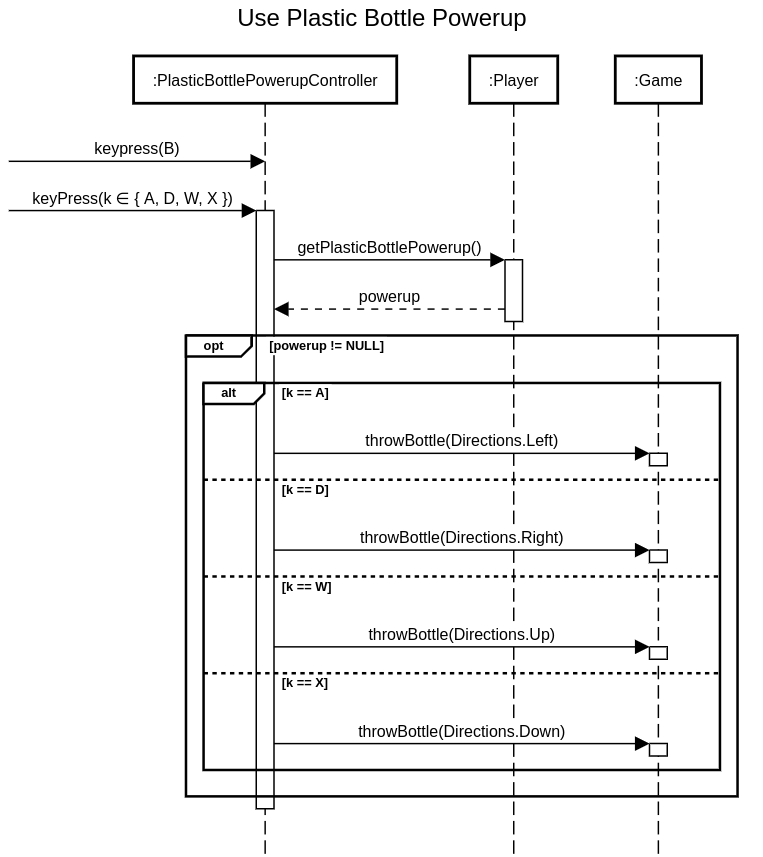 Use Plastic Bottle Powerup
:PlasticBottlePowerupController
:Player
:Game
keypress(B)
keyPress(k ∈ { A, D, W, X })
getPlasticBottlePowerup()
powerup
opt
[powerup != NULL]
alt
[k == A]
throwBottle(Directions.Left)
[k == D]
throwBottle(Directions.Right)
[k == W]
throwBottle(Directions.Up)
[k == X]
throwBottle(Directions.Down)